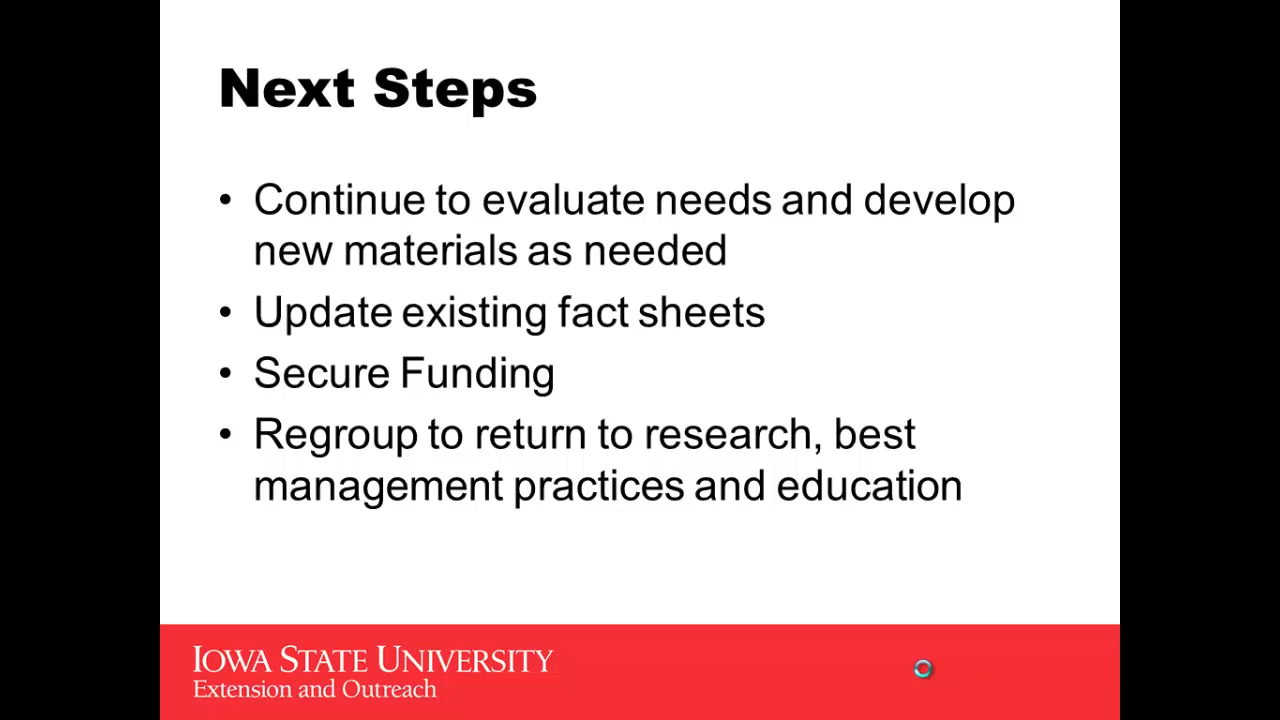 Next Steps
• Continue to evaluate needs and develop
new materials as needed
• Update existing fact sheets
• Secure Funding
• Regroup to return to research, best
management practices and education
IOWA STATE UNIVERSITY
Extension and Outreach